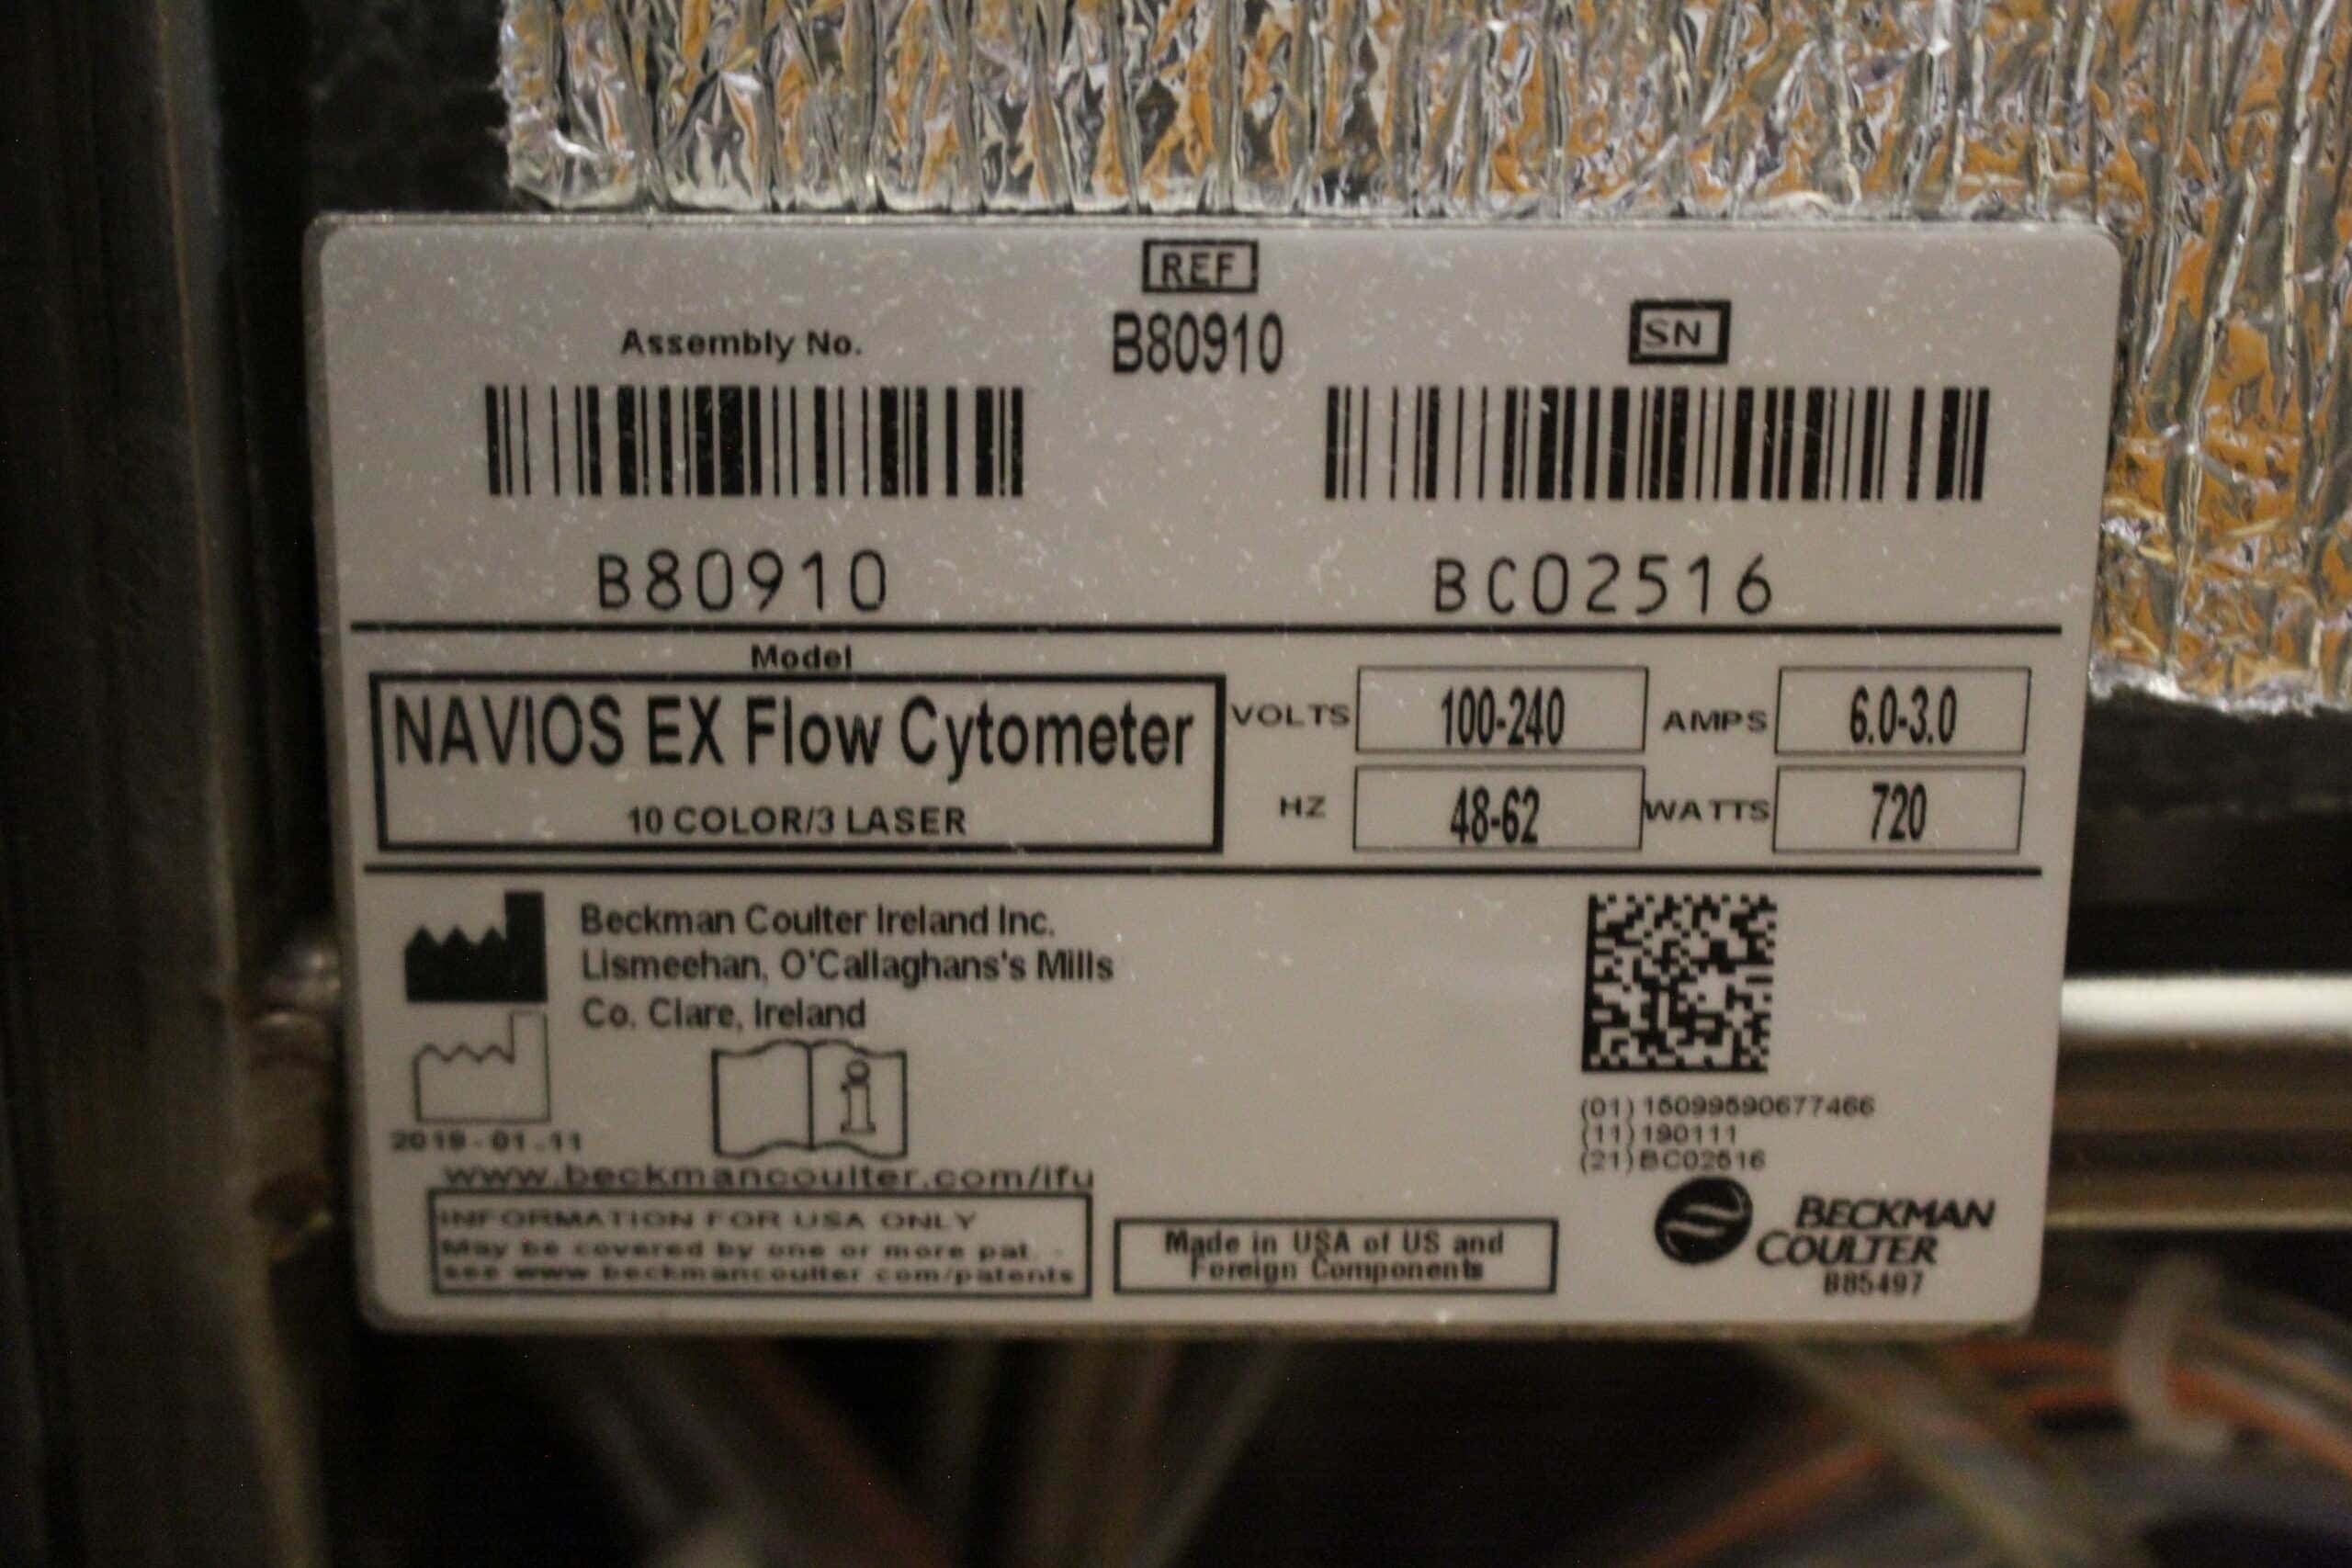 REF
B80910
Assembly No.
SN
B80910
BC02516
Model
NAVIOS EX Flow Cytometer
10 COLOR/3 LASER
VOLTS 100-240 AMPS 6.0-3.0
HZ 48-62 WATTS 720
Beckman Coulter Ireland Inc.
Lismeehan, O'Callaghans's Mills
Co. Clare, Ireland
2019-01-11
i
www.beckmancoulter.com/ifu
INFORMATION FOR USA ONLY
May be covered by one or more pat. -
see www.beckmancoulter.com/patents
Made in USA of US and
Foreign Components
(01) 15099590677466
(11) 190111
(21) BC02516
BECKMAN
COULTER
B85497